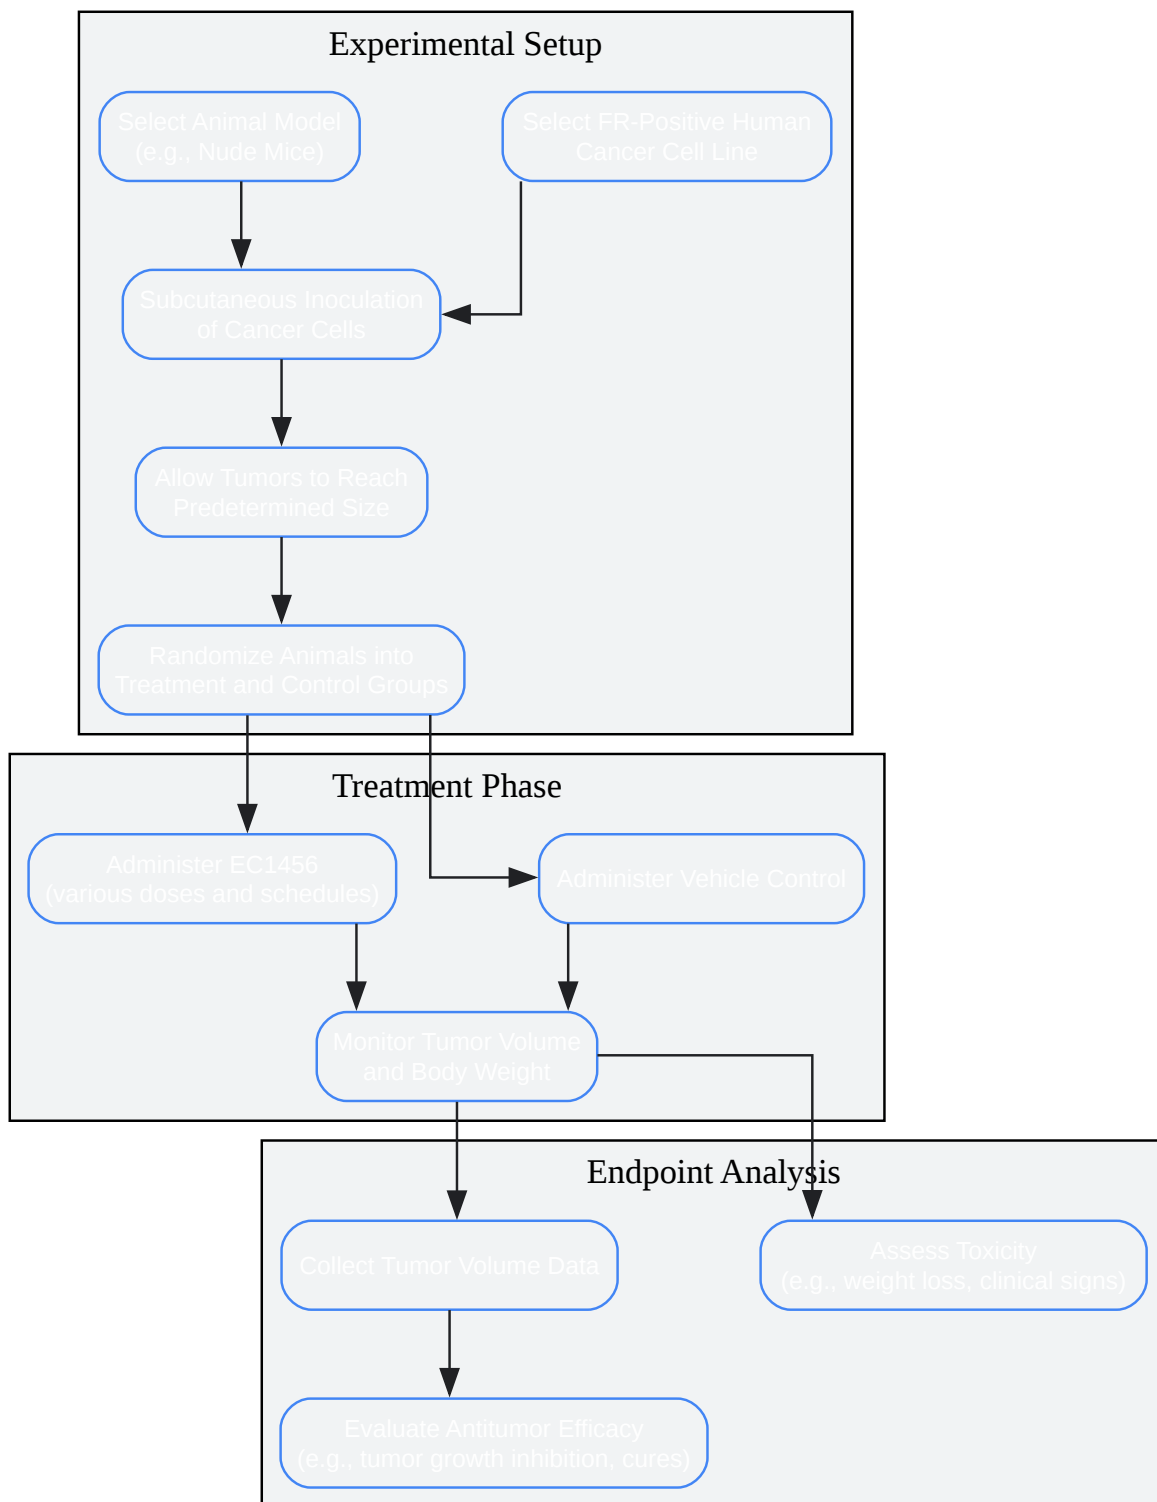 Experimental Setup
Select Animal Model
(e.g., Nude Mice)
Select FR-Positive Human
Cancer Cell Line
Subcutaneous Inoculation
of Cancer Cells
Allow Tumors to Reach
Predetermined Size
Randomize Animals into
Treatment and Control Groups
Treatment Phase
Administer EC1456
(various doses and schedules)
Administer Vehicle Control
Monitor Tumor Volume
and Body Weight
Endpoint Analysis
Collect Tumor Volume Data
Assess Toxicity
(e.g., weight loss, clinical signs)
Evaluate Antitumor Efficacy
(e.g., tumor growth inhibition, cures)